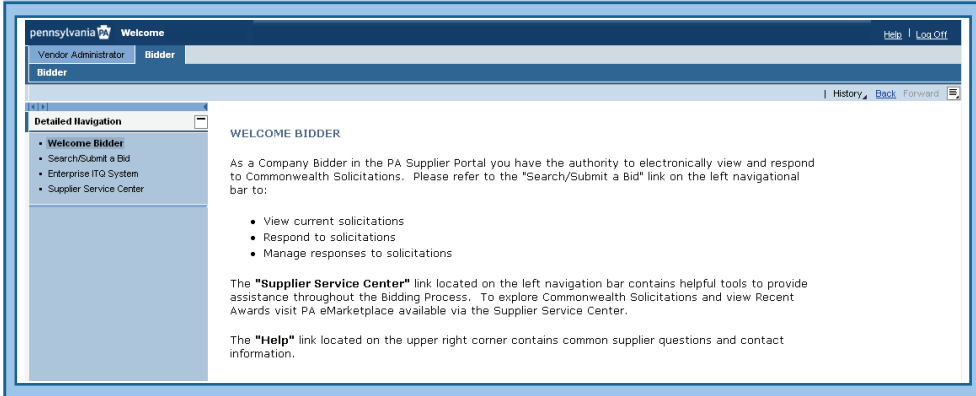 pennsylvania PA Welcome
Help | Log Off
Vendor Administrator Bidder
Bidder
| History Back Forward
Detailed Navigation
• Welcome Bidder
• Search/Submit a Bid
• Enterprise ITQ System
• Supplier Service Center
WELCOME BIDDER
As a Company Bidder in the PA Supplier Portal you have the authority to electronically view and respond
to Commonwealth Solicitations. Please refer to the "Search/Submit a Bid" link on the left navigational
bar to:
• View current solicitations
• Respond to solicitations
• Manage responses to solicitations
The "Supplier Service Center" link located on the left navigation bar contains helpful tools to provide
assistance throughout the Bidding Process. To explore Commonwealth Solicitations and view Recent
Awards visit PA eMarketplace available via the Supplier Service Center.
The "Help" link located on the upper right corner contains common supplier questions and contact
information.